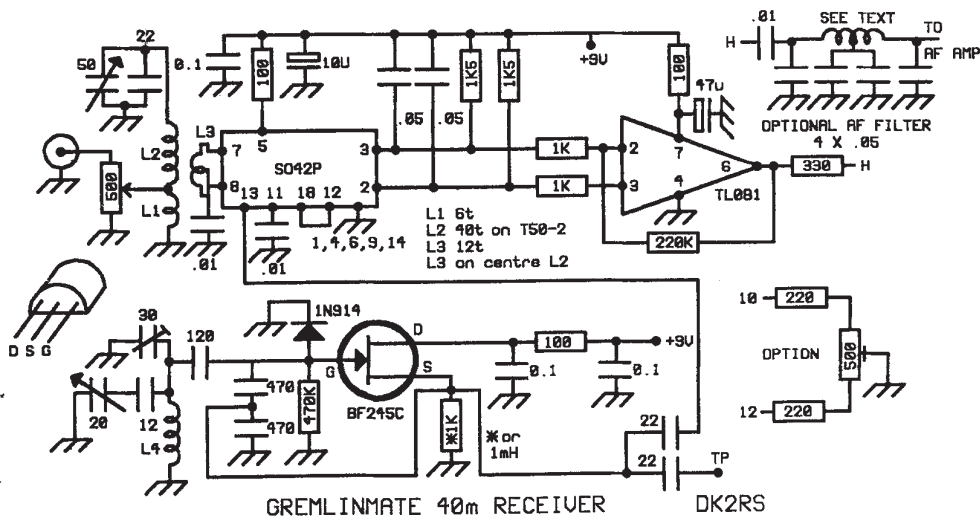 .01
SEE TEXT
H
TO
AF AMP
OPTIONAL AF FILTER
4 X .05
22
50
0.1
100
10U
.05
.05
1K5
1K5
+9V
100
47u
L3
7
5
SO42P
3
1K
2
7
6
330
H
L2
500
L1
8
13
11
18
12
2
1K
3
4
TL081
.01
.01
1,4,6,9,14
L1 6t
L2 40t on T50-2
L3 12t
L3 on centre L2
220K
D S G
30
120
1N914
D
100
+9V
G
S
BF245C
0.1
0.1
470
470
470K
20
12
L4
*1K
* or
1mH
22
22
TP
10
220
OPTION
500
12
220
GREMLINMATE 40m RECEIVER
DK2RS